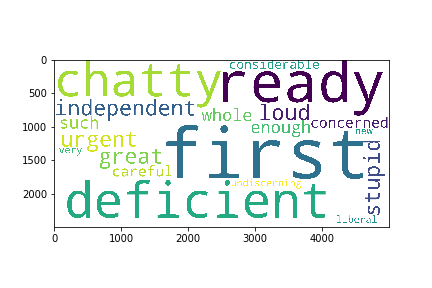 considerable
0
chatty ready
500
independent whole loud
1000
such enough concerned
urgent first new
very great
1500
careful stupid
undiscerning
2000
deficient
liberal
0 1000 2000 3000 4000